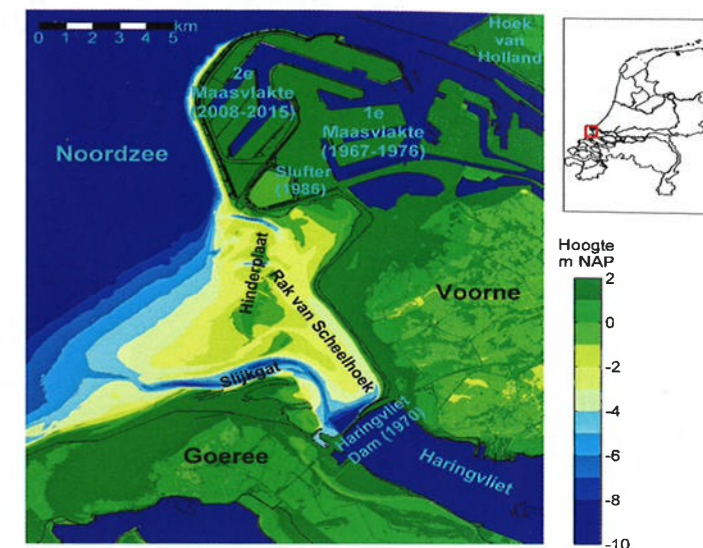 km
0 1 2 3 4 5
Hoek
van
Holland
2e
Maasvlakte
(2008-2015)
1e
Maasvlakte
(1967-1976)
Noordzee
Slufter
(1986)
Hinderplaat
Rak van Scheelhoek
Voorne
Slijkgat
Haringvliet
Dam (1970)
Goeree
Haringvliet
Hoogte
m NAP
2
0
-2
-4
-6
-8
-10